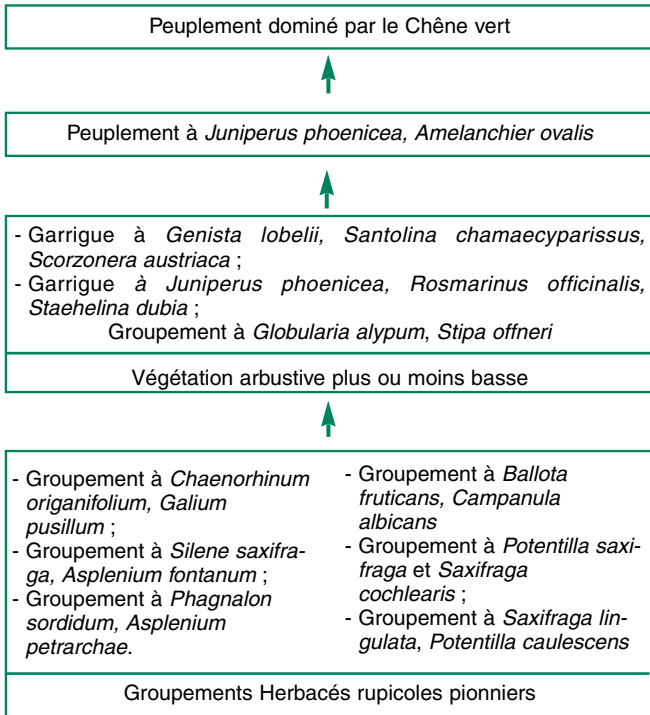 Peuplement dominé par le Chêne vert
Peuplement à Juniperus phoenicea, Amelanchier ovalis
- Garrigue à Genista lobelii, Santolina chamaecyparissus,
Scorzonera austriaca ;
- Garrigue à Juniperus phoenicea, Rosmarinus officinalis,
Staehelina dubia ;
Groupement à Globularia alypum, Stipa offneri
Végétation arbustive plus ou moins basse
- Groupement à Chaenorhinum
origanifolium, Galium
pusillum ;
- Groupement à Silene saxifra-
ga, Asplenium fontanum ;
- Groupement à Phagnalon
sordidum, Asplenium
petrarchae.
- Groupement à Ballota
fruticans, Campanula
albicans
- Groupement à Potentilla saxi-
fraga et Saxifraga
cochlearis ;
- Groupement à Saxifraga lin-
gulata, Potentilla caulescens
Groupements Herbacés rupicoles pionniers